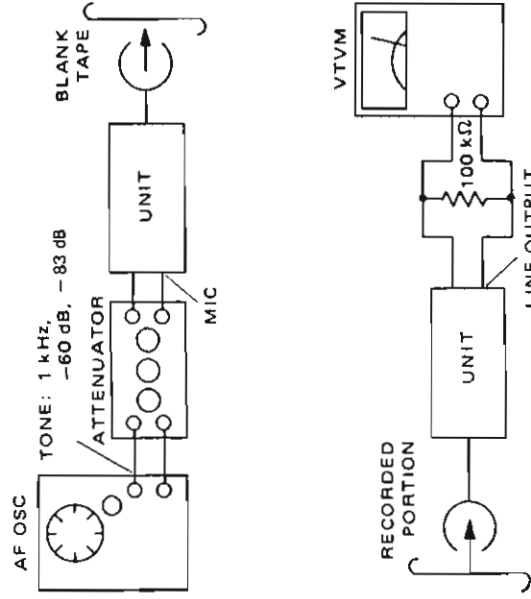 AF OSC
TONE: 1 kHz,
−60 dB, −83 dB
ATTENUATOR
MIC
UNIT
BLANK
TAPE
RECORDED
PORTION
UNIT
LINE OUTPUT
100 kΩ
VTVM